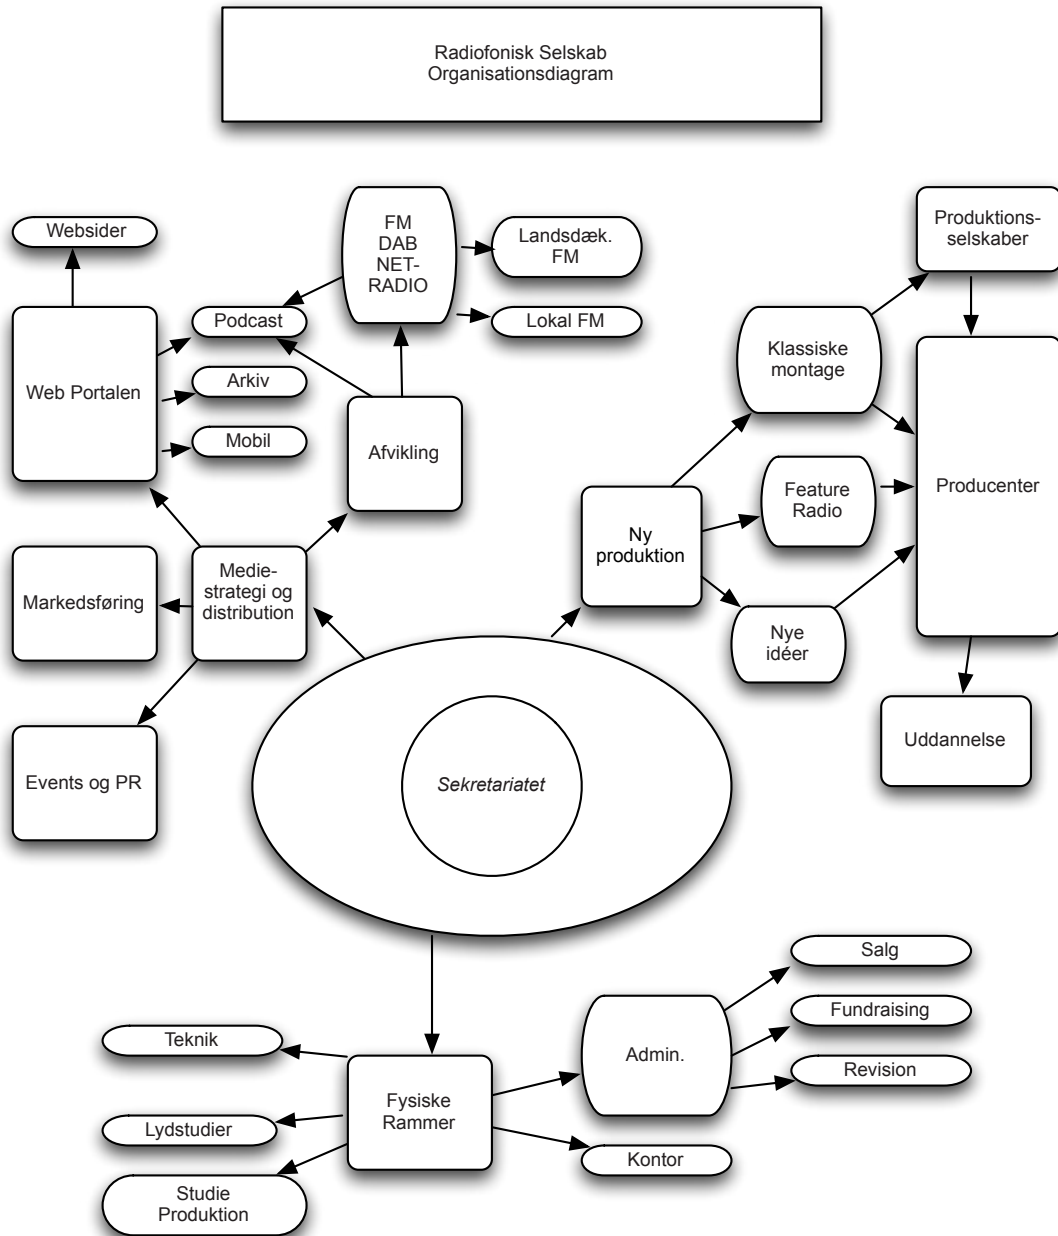 Radiofonisk Selskab
Organisationsdiagram
Websider
FM
DAB
NET-
RADIO
Landsdæk.
FM
Produktions-
selskaber
Podcast
Lokal FM
Klassiske
montage
Web Portalen
Arkiv
Mobil
Afvikling
Feature
Radio
Producenter
Ny
produktion
Medie-
strategi og
distribution
Markedsføring
Nye
idéer
Uddannelse
Events og PR
Sekretariatet
Salg
Fundraising
Teknik
Admin.
Revision
Fysiske
Rammer
Lydstudier
Kontor
Studie
Produktion